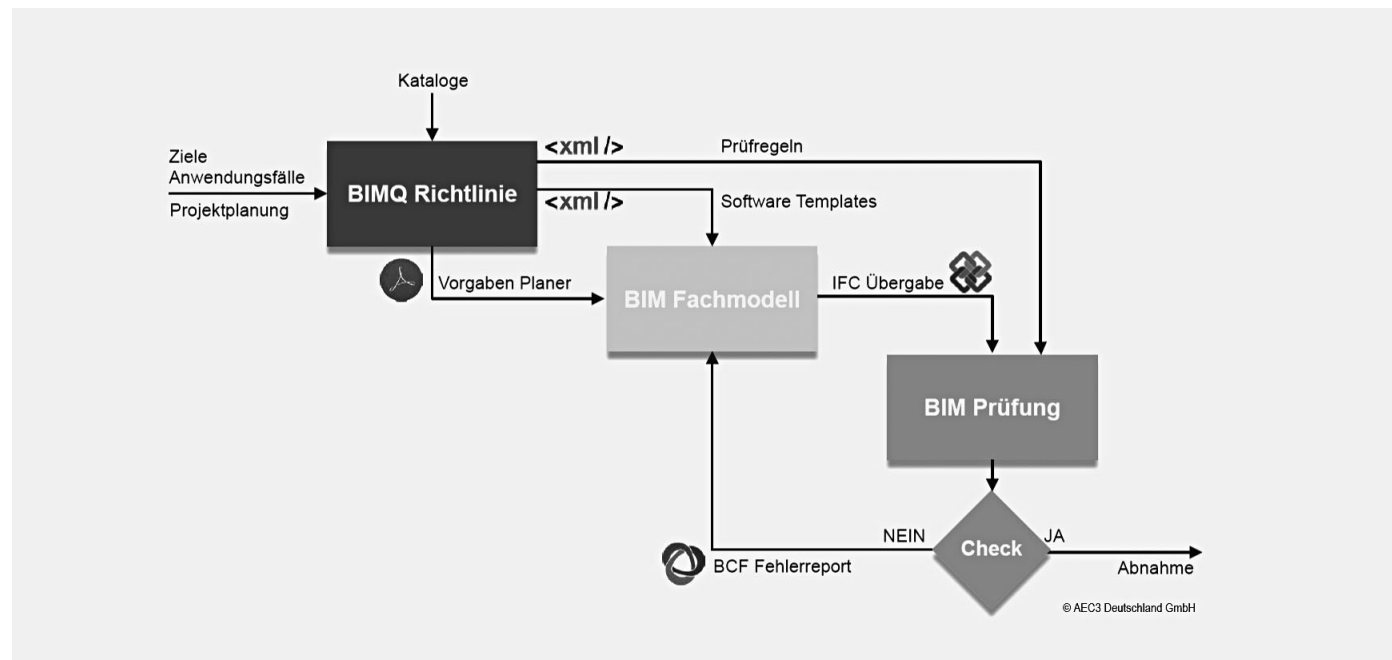 Kataloge
Ziele
Anwendungsfälle
Projektplanung
BIMQ Richtlinie
<xml />
Prüfregeln
<xml />
Software Templates
Vorgaben Planer
BIM Fachmodell
IFC Übergabe
BIM Prüfung
NEIN
Check
JA
BCF Fehlerreport
Abnahme
© AEC3 Deutschland GmbH